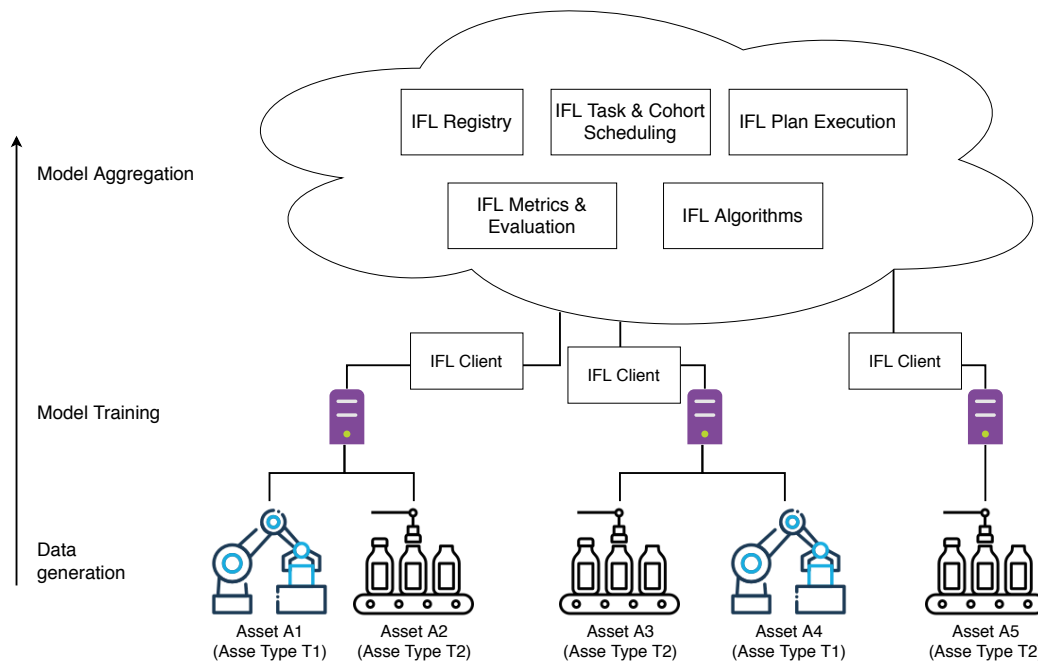 IFL Registry
IFL Task & Cohort
Scheduling
IFL Plan Execution
Model Aggregation
IFL Metrics &
Evaluation
IFL Algorithms
IFL Client
IFL Client
IFL Client
Model Training
Data
generation
Asset A1
(Asse Type T1)
Asset A2
(Asse Type T2)
Asset A3
(Asse Type T2)
Asset A4
(Asse Type T1)
Asset A5
(Asse Type T2